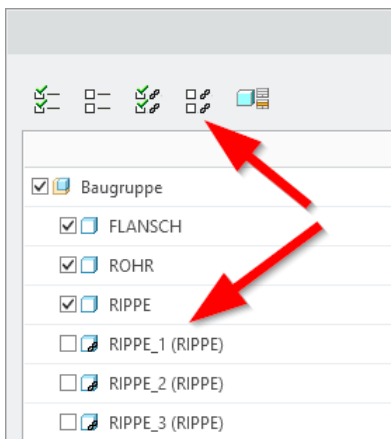 Baugruppe
FLANSCH
ROHR
RIPPE
RIPPE_1 (RIPPE)
RIPPE_2 (RIPPE)
RIPPE_3 (RIPPE)